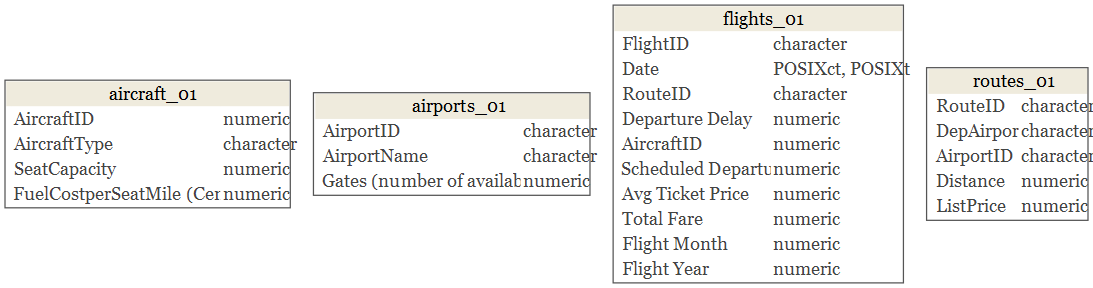 aircraft_01
AircraftID numeric
AircraftType character
SeatCapacity numeric
FuelCostperSeatMile (Cer numeric
airports_01
AirportID character
AirportName character
Gates (number of availab numeric
flights_01
FlightID character
Date POSIXct, POSIXt
RouteID character
Departure Delay numeric
AircraftID numeric
Scheduled Departu numeric
Avg Ticket Price numeric
Total Fare numeric
Flight Month numeric
Flight Year numeric
routes_01
RouteID character
DepAirpor character
AirportID character
Distance numeric
ListPrice numeric